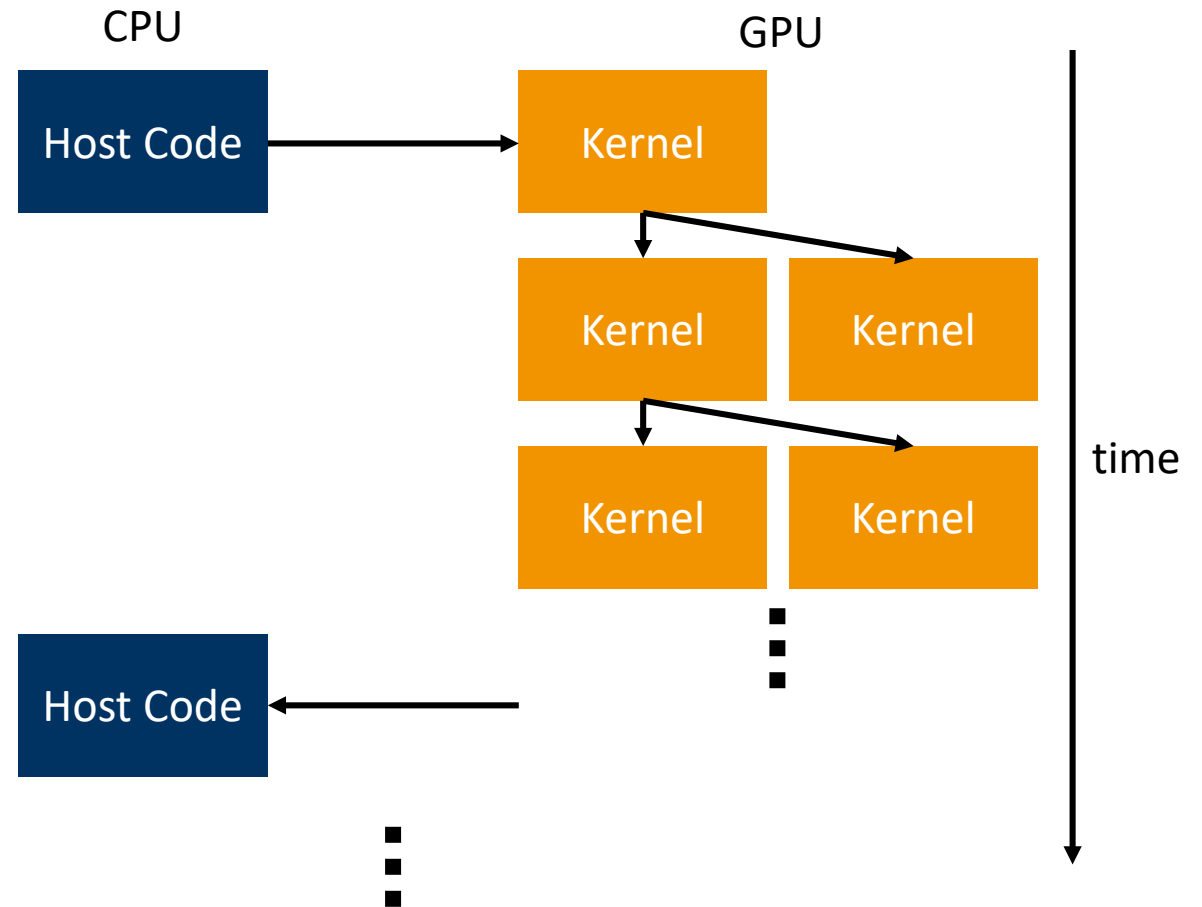 CPU
GPU
Host Code
Kernel
Kernel
Kernel
time
Kernel
Kernel
Host Code